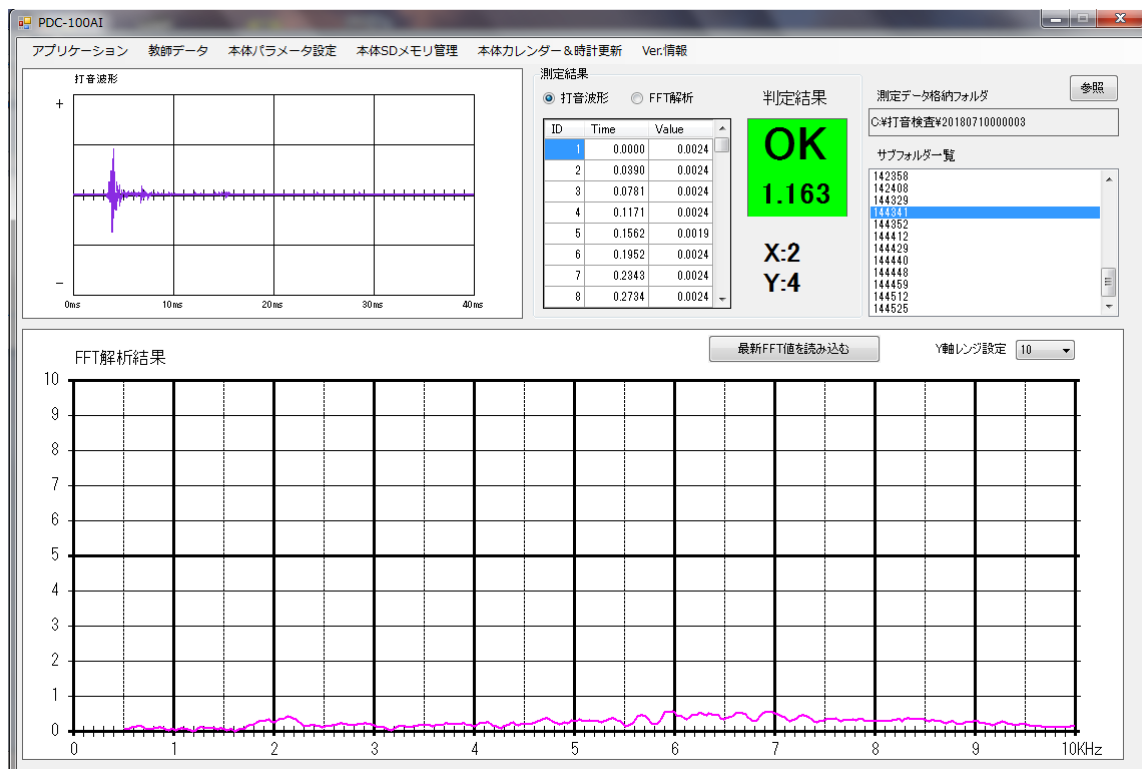 PDC-100AI
アプリケーション 教師データ 本体パラメータ設定 本体SDメモリ管理 本体カレンダー＆時計更新 Ver.情報
打音波形
+
-
0ms 10ms 20ms 30ms 40ms
測定結果
打音波形 FFT解析
ID Time Value
1 0.0000 0.0024
2 0.0390 0.0024
3 0.0781 0.0024
4 0.1171 0.0024
5 0.1562 0.0019
6 0.1952 0.0024
7 0.2343 0.0024
8 0.2734 0.0024
判定結果
OK
1.163
X:2
Y:4
測定データ格納フォルダ
参照
C:¥打音検査¥20180710000003
サブフォルダ一覧
142358
142408
144329
144341
144352
144412
144429
144440
144448
144459
144512
144525
FFT解析結果
最新FFT値を読み込む
Y軸レンジ設定 10
10
9
8
7
6
5
4
3
2
1
0
0 1 2 3 4 5 6 7 8 9 10KHz